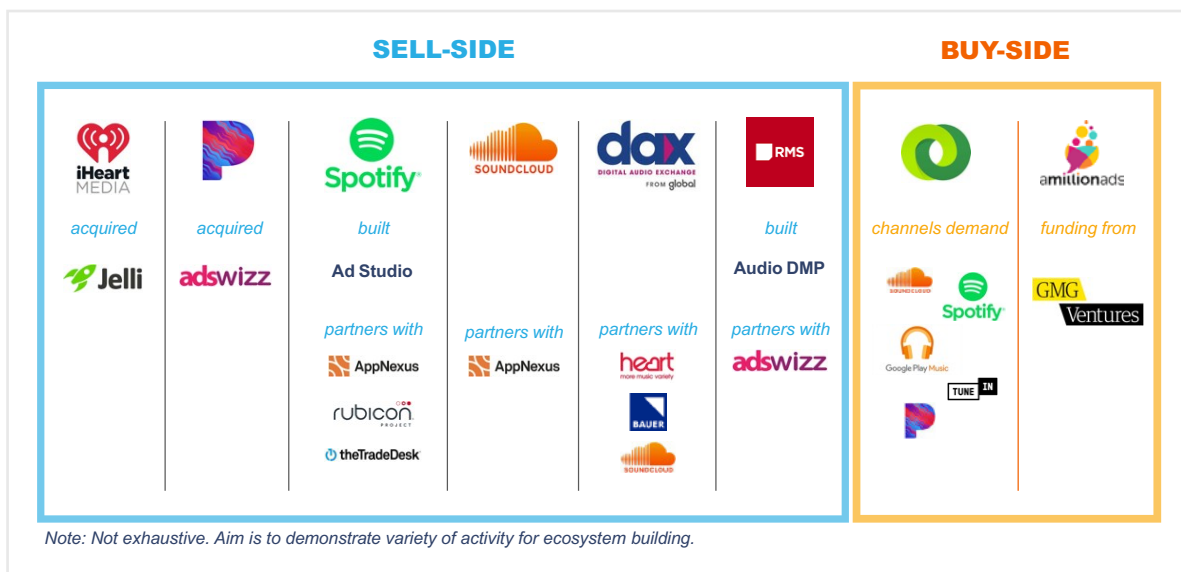 SELL-SIDE
BUY-SIDE
iHeart
MEDIA
acquired
Jelli
acquired
adswizz
Spotify®
built
Ad Studio
partners with
AppNexus
rubicon
PROJECT
theTradeDesk
SOUNDCLOUD
partners with
AppNexus
dax
DIGITAL AUDIO EXCHANGE
FROM global
partners with
heart
more music variety
BAUER
SOUNDCLOUD
RMS
built
Audio DMP
partners with
adswizz
channels demand
SOUNDCLOUD
Spotify®
Google Play Music
TUNE IN
amillionads
funding from
GMG
Ventures
Note: Not exhaustive. Aim is to demonstrate variety of activity for ecosystem building.